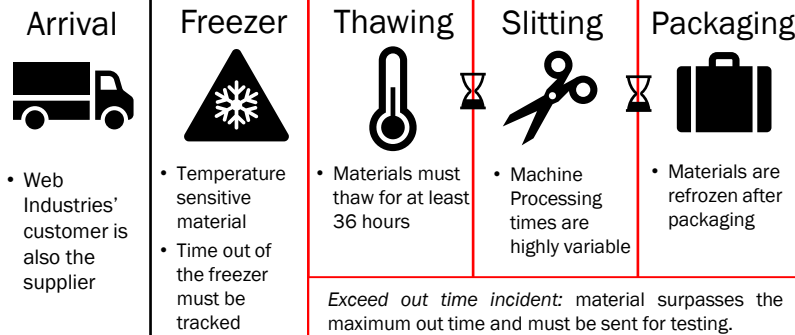 Arrival
• Web
Industries’
customer is
also the
supplier
Freezer
• Temperature
sensitive
material
• Time out of
the freezer
must be
tracked
Thawing
• Materials must
thaw for at least
36 hours
Slitting
• Machine
Processing
times are
highly variable
Packaging
• Materials are
refrozen after
packaging
Exceed out time incident: material surpasses the
maximum out time and must be sent for testing.